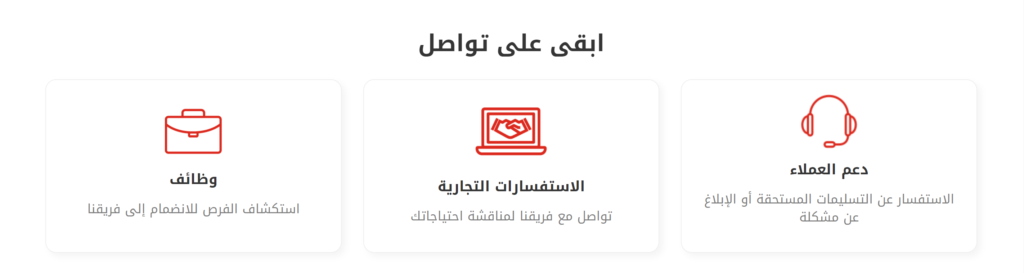 ابقى على تواصل
دعم العملاء
الاستفسار عن التسليمات المستحقة أو الإبلاغ
عن مشكلة
الاستفسارات التجارية
تواصل مع فريقنا لمناقشة احتياجاتك
وظائف
استكشاف الفرص للانضمام إلى فريقنا